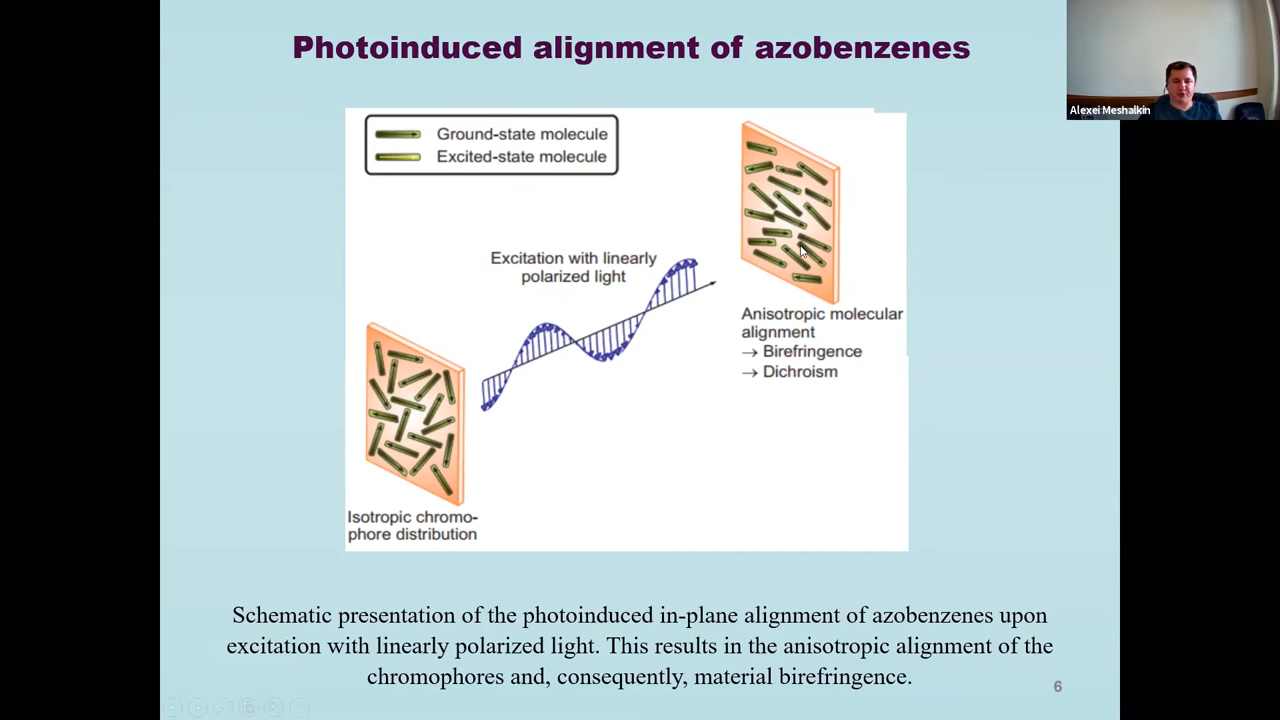 Photoinduced alignment of azobenzenes
Alexei Meshalkin
Ground-state molecule
Excited-state molecule
Excitation with linearly
polarized light
Anisotropic molecular
alignment
→ Birefringence
→ Dichroism
Isotropic chromo-
phore distribution
Schematic presentation of the photoinduced in-plane alignment of azobenzenes upon
excitation with linearly polarized light. This results in the anisotropic alignment of the
chromophores and, consequently, material birefringence.
6